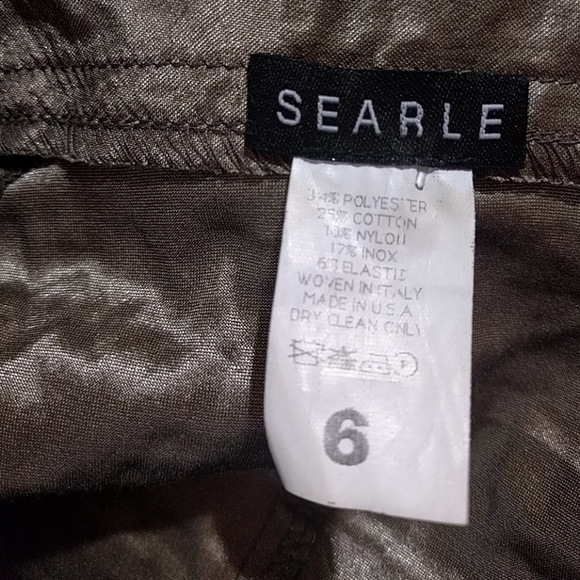 SEARLE
34% POLYESTER
25% COTTON
18% NYLON
17% INOX
6% ELASTIC
WOVEN IN ITALY
MADE IN U.S.A
DRY CLEAN ONLY
6